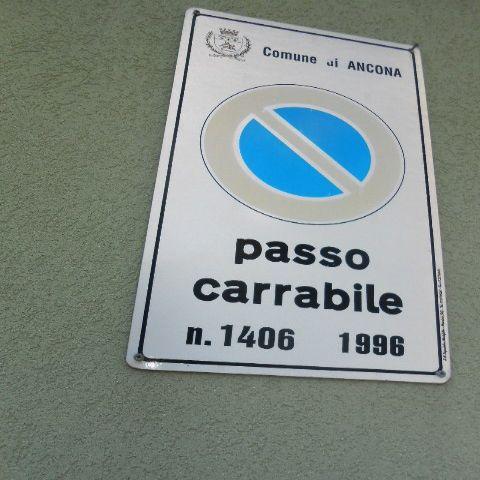 Comune di ANCONA
passo
carrabile
n. 1406 1996